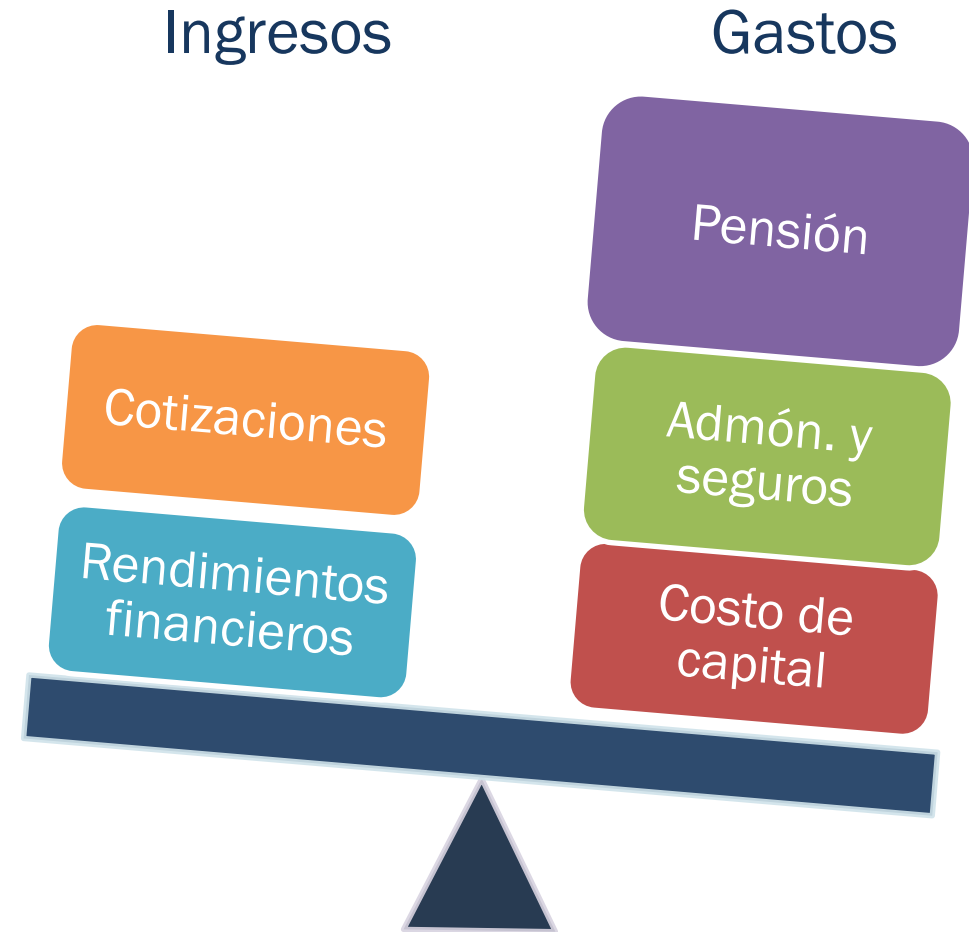 Ingresos
Gastos
Pensión
Cotizaciones
Admón. y
seguros
Rendimientos
financieros
Costo de
capital